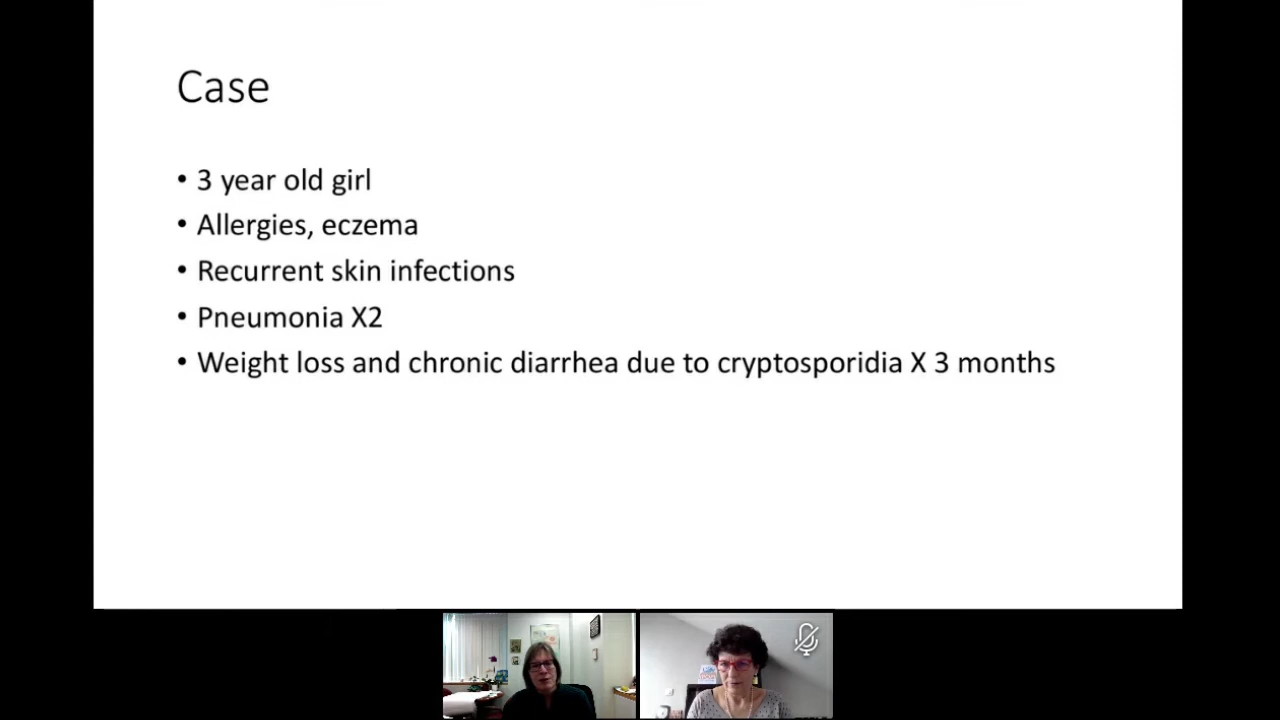 Case
• 3 year old girl
• Allergies, eczema
• Recurrent skin infections
• Pneumonia X2
• Weight loss and chronic diarrhea due to cryptosporidia X 3 months